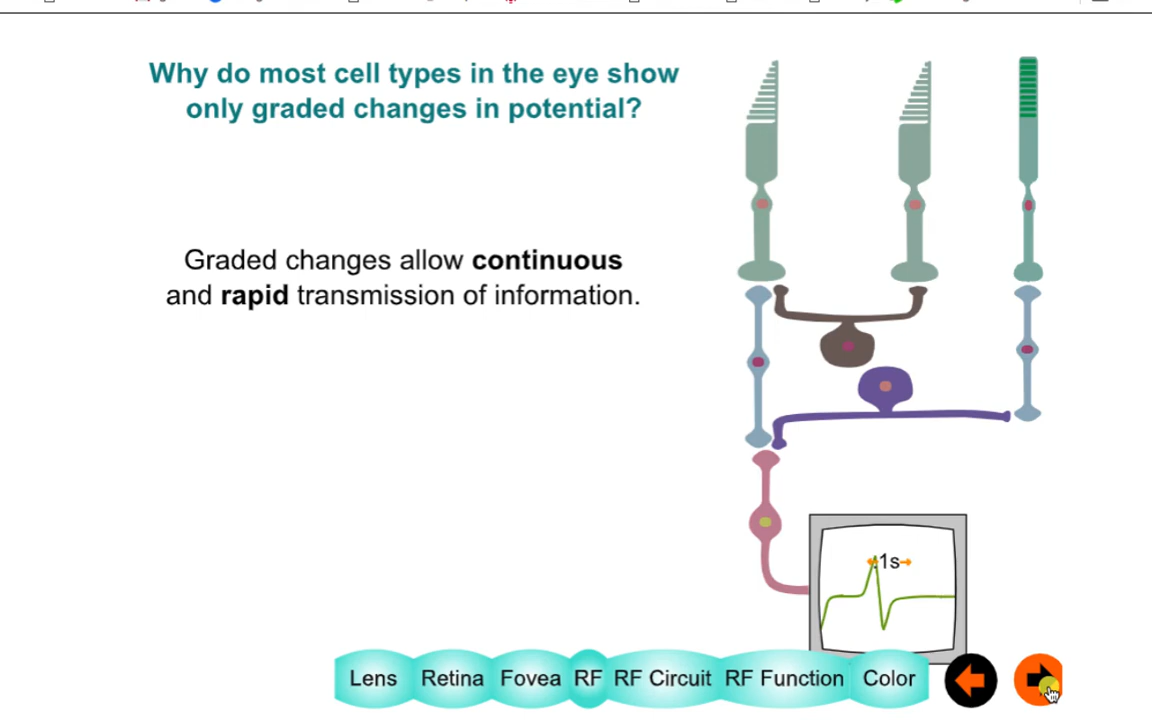 Why do most cell types in the eye show
only graded changes in potential?
Graded changes allow continuous
and rapid transmission of information.
1s
Lens Retina Fovea RF RF Circuit RF Function Color